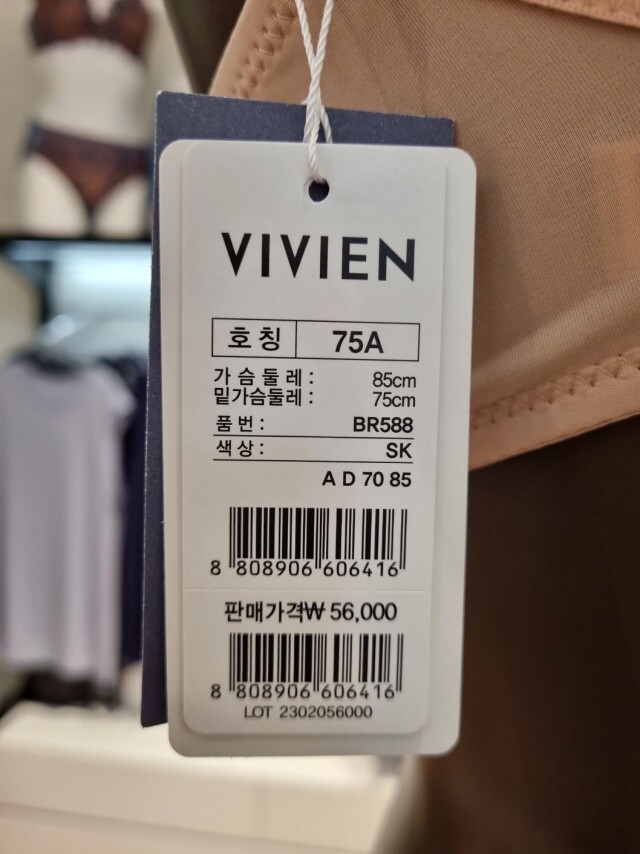 VIVIEN
호칭 75A
가슴둘레: 85cm
밑가슴둘레: 75cm
품번: BR588
색상: SK
A D 70 85
8 808906 606416
판매가격₩ 56,000
8 808906 606416
LOT 2302056000